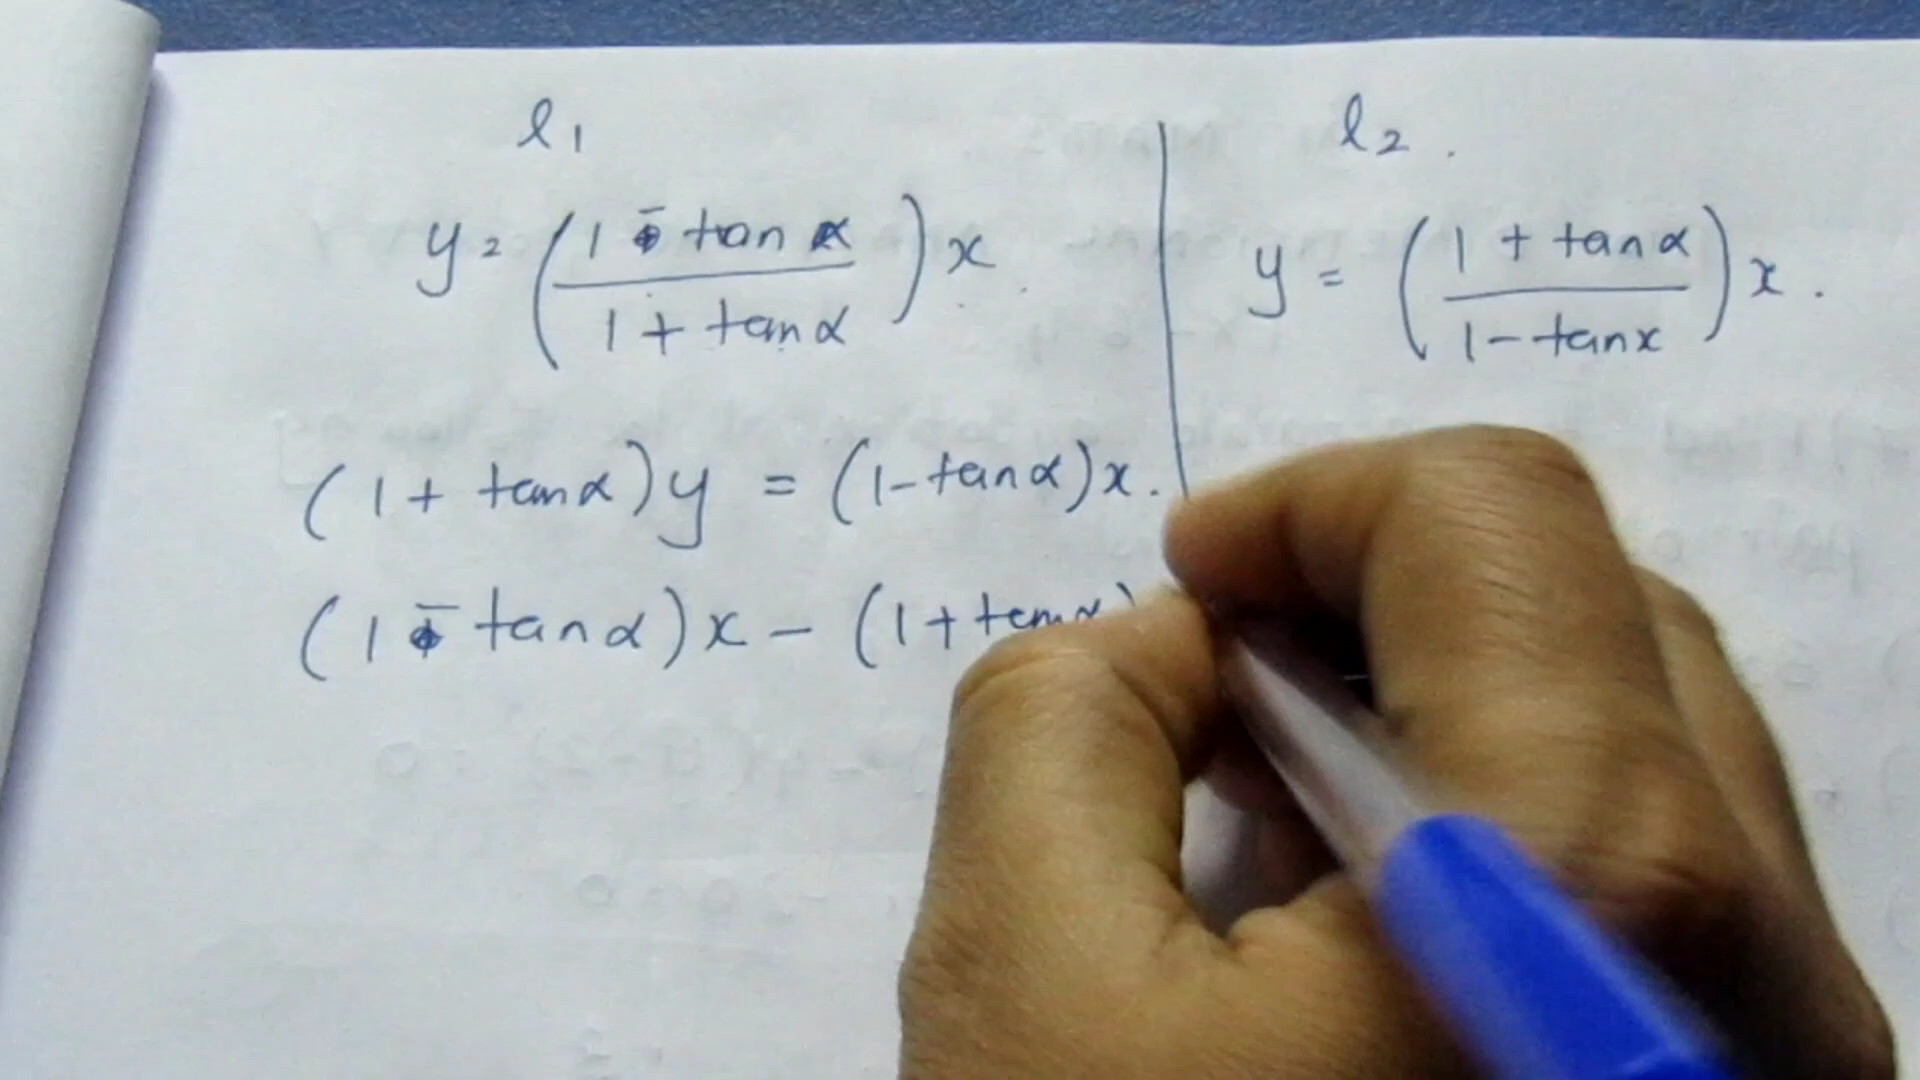 l₁
y = ((1 - tan α)/(1 + tan α)) x
(1 + tan α) y = (1 - tan α) x.
(1 - tan α) x - (1 + tan α)
l₂.
y = ((1 + tan α)/(1 - tan x)) x.